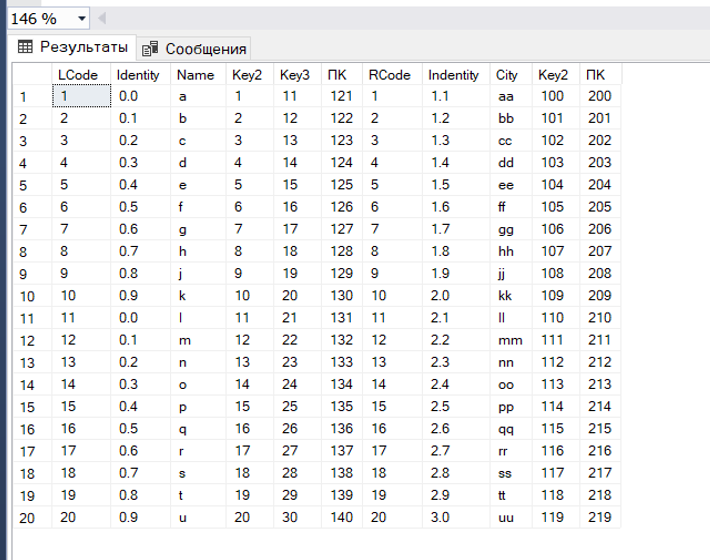 146 %
Результаты Сообщения
LCode Identity Name Key2 Key3 ПК RCode Indentity City Key2 ПК
1 1 0.0 a 1 11 121 1 1.1 aa 100 200
2 2 0.1 b 2 12 122 2 1.2 bb 101 201
3 3 0.2 c 3 13 123 3 1.3 cc 102 202
4 4 0.3 d 4 14 124 4 1.4 dd 103 203
5 5 0.4 e 5 15 125 5 1.5 ee 104 204
6 6 0.5 f 6 16 126 6 1.6 ff 105 205
7 7 0.6 g 7 17 127 7 1.7 gg 106 206
8 8 0.7 h 8 18 128 8 1.8 hh 107 207
9 9 0.8 j 9 19 129 9 1.9 jj 108 208
10 10 0.9 k 10 20 130 10 2.0 kk 109 209
11 11 0.0 l 11 21 131 11 2.1 ll 110 210
12 12 0.1 m 12 22 132 12 2.2 mm 111 211
13 13 0.2 n 13 23 133 13 2.3 nn 112 212
14 14 0.3 o 14 24 134 14 2.4 oo 113 213
15 15 0.4 p 15 25 135 15 2.5 pp 114 214
16 16 0.5 q 16 26 136 16 2.6 qq 115 215
17 17 0.6 r 17 27 137 17 2.7 rr 116 216
18 18 0.7 s 18 28 138 18 2.8 ss 117 217
19 19 0.8 t 19 29 139 19 2.9 tt 118 218
20 20 0.9 u 20 30 140 20 3.0 uu 119 219